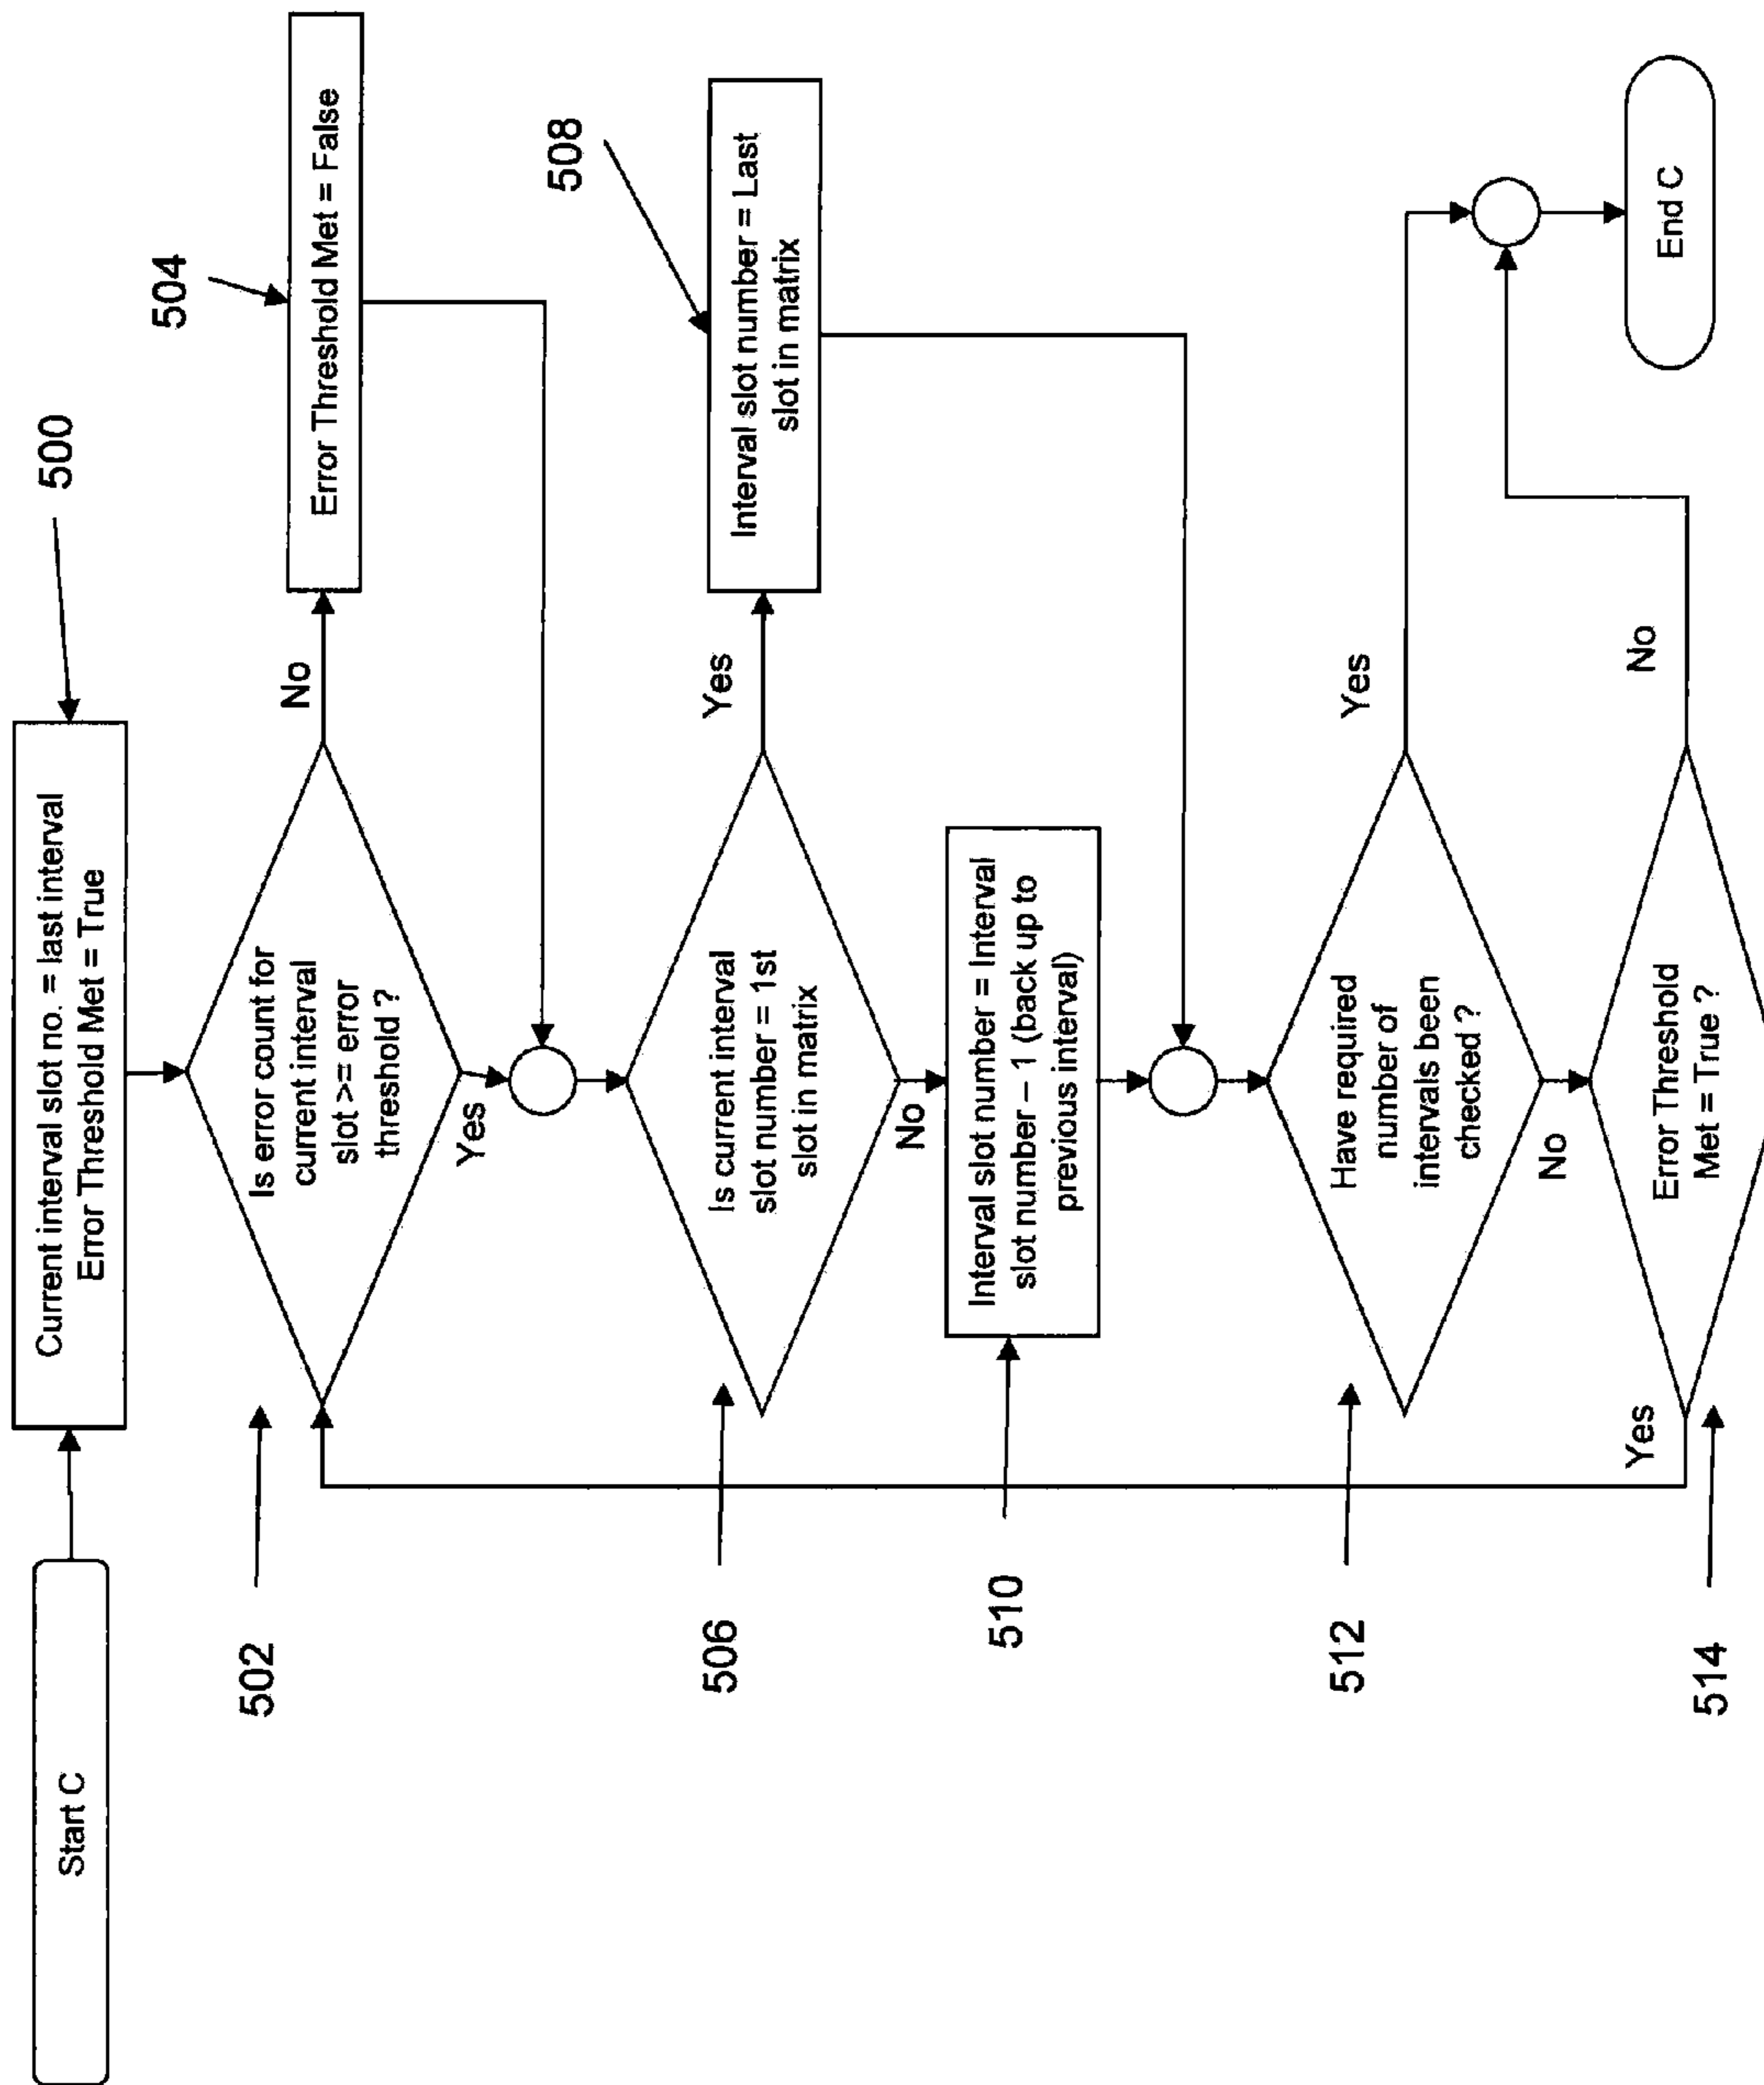 Start C
Current interval slot no. = last interval
Error Threshold Met = True
500
502
Is error count for
current interval
slot >= error
threshold ?
No
Yes
504
Error Threshold Met = False
506
Is current interval
slot number = 1st
slot in matrix
Yes
No
508
Interval slot number = Last
slot in matrix
510
Interval slot number = Interval
slot number – 1 (back up to
previous interval)
512
Have required
number of
intervals been
checked ?
Yes
No
514
Error Threshold
Met = True ?
Yes
No
End C